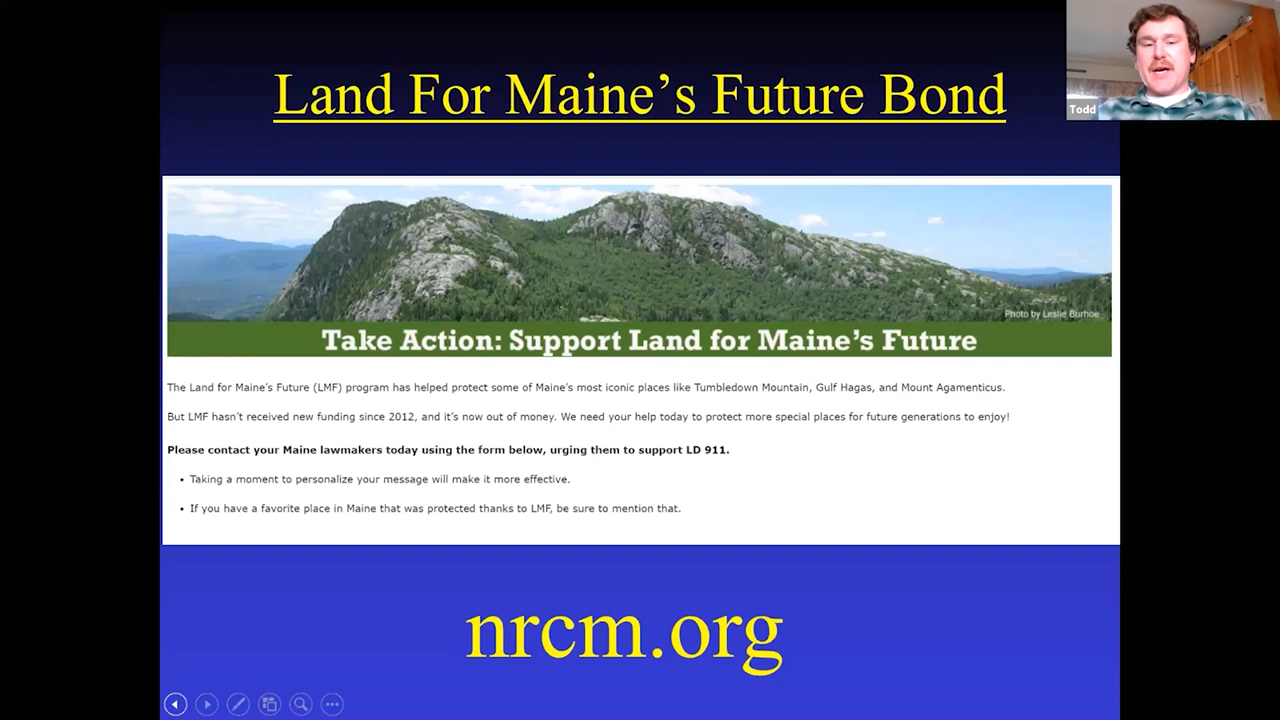 Land For Maine's Future Bond
Todd
Photo by Leslie Burhoe
Take Action: Support Land for Maine's Future
The Land for Maine's Future (LMF) program has helped protect some of Maine's most iconic places like Tumbledown Mountain, Gulf Hagas, and Mount Agamenticus.
But LMF hasn't received new funding since 2012, and it's now out of money. We need your help today to protect more special places for future generations to enjoy!
Please contact your Maine lawmakers today using the form below, urging them to support LD 911.
• Taking a moment to personalize your message will make it more effective.
• If you have a favorite place in Maine that was protected thanks to LMF, be sure to mention that.
nrcm.org